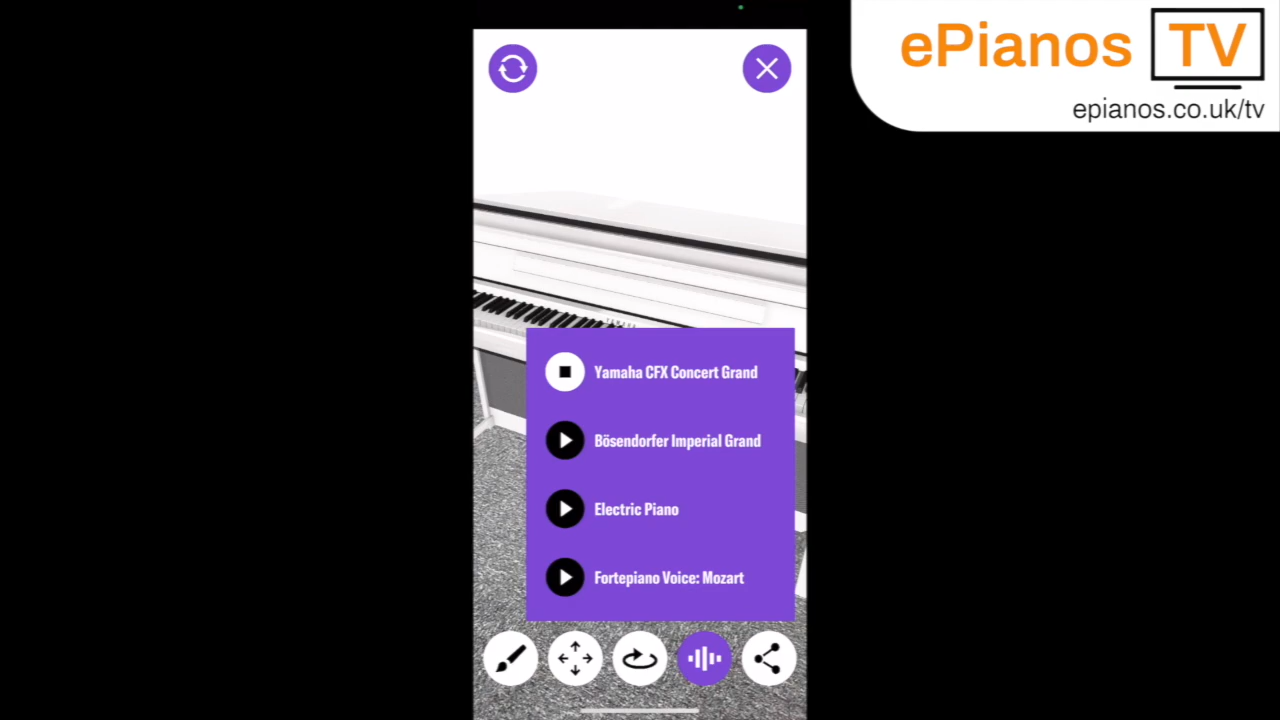 ePianos TV
epianos.co.uk/tv
Yamaha CFX Concert Grand
Bösendorfer Imperial Grand
Electric Piano
Fortepiano Voice: Mozart